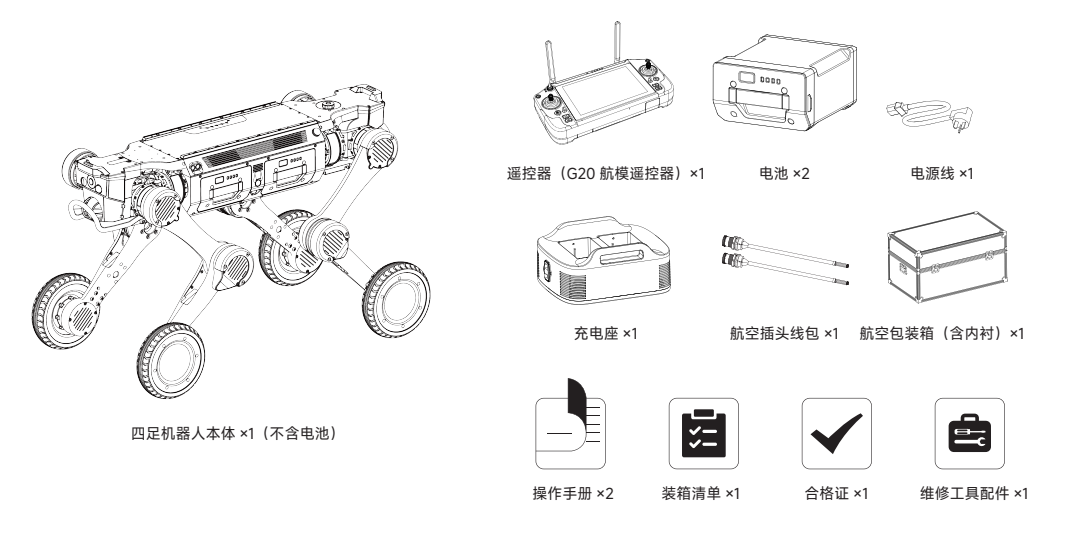 遥控器（G20 航模遥控器）×1
电池 ×2
电源线 ×1
充电座 ×1
航空插头线包 ×1
航空包装箱（含内衬）×1
四足机器人本体 ×1（不含电池）
操作手册 ×2
装箱清单 ×1
合格证 ×1
维修工具配件 ×1